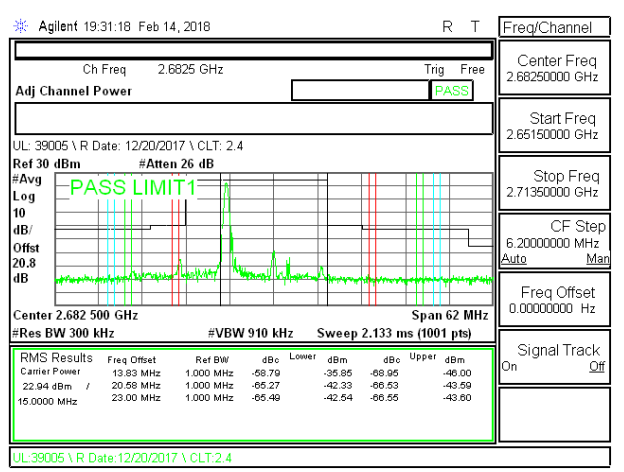 Agilent 19:31:18 Feb 14, 2018 R T Freq/Channel
Ch Freq 2.6825 GHz Trig Free
Adj Channel Power PASS
Center Freq
2.68250000 GHz
Start Freq
2.65150000 GHz
Stop Freq
2.71350000 GHz
CF Step
6.20000000 MHz
Auto Man
Freq Offset
0.00000000 Hz
Signal Track
On Off
UL: 39005 \ R Date: 12/20/2017 \ CLT: 2.4
Ref 30 dBm #Atten 26 dB
#Avg
Log
10
dB/
Offst
20.8
dB
PASS LIMIT1
Center 2.682 500 GHz Span 62 MHz
#Res BW 300 kHz #VBW 910 kHz Sweep 2.133 ms (1001 pts)
RMS Results Freq Offset Ref BW dBc Lower dBm dBc Upper dBm
Carrier Power 13.83 MHz 1.000 MHz -58.79 -35.85 -68.95 -46.00
22.94 dBm / 20.58 MHz 1.000 MHz -65.27 -42.33 -66.53 -43.59
15.0000 MHz 23.00 MHz 1.000 MHz -65.49 -42.54 -66.55 -43.60
UL:39005 \ R Date:12/20/2017 \ CLT:2.4